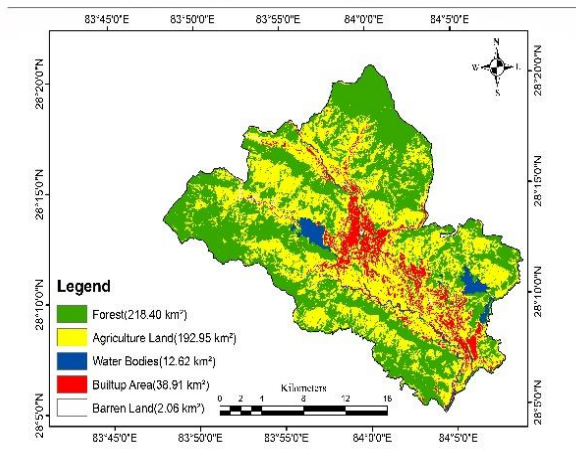 83°45'0"E 83°50'0"E 83°55'0"E 84°0'0"E 84°5'0"E
N
W E
S
28°20'0"N 28°20'0"N
28°15'0"N 28°15'0"N
28°10'0"N 28°10'0"N
28°5'0"N 28°5'0"N
Legend
Forest(218.40 km²)
Agriculture Land(192.95 km²)
Water Bodies(12.62 km²)
Builtup Area(38.91 km²)
Barren Land(2.06 km²)
Kilometers
0 2 4 8 12 16
83°45'0"E 83°50'0"E 83°55'0"E 84°0'0"E 84°5'0"E